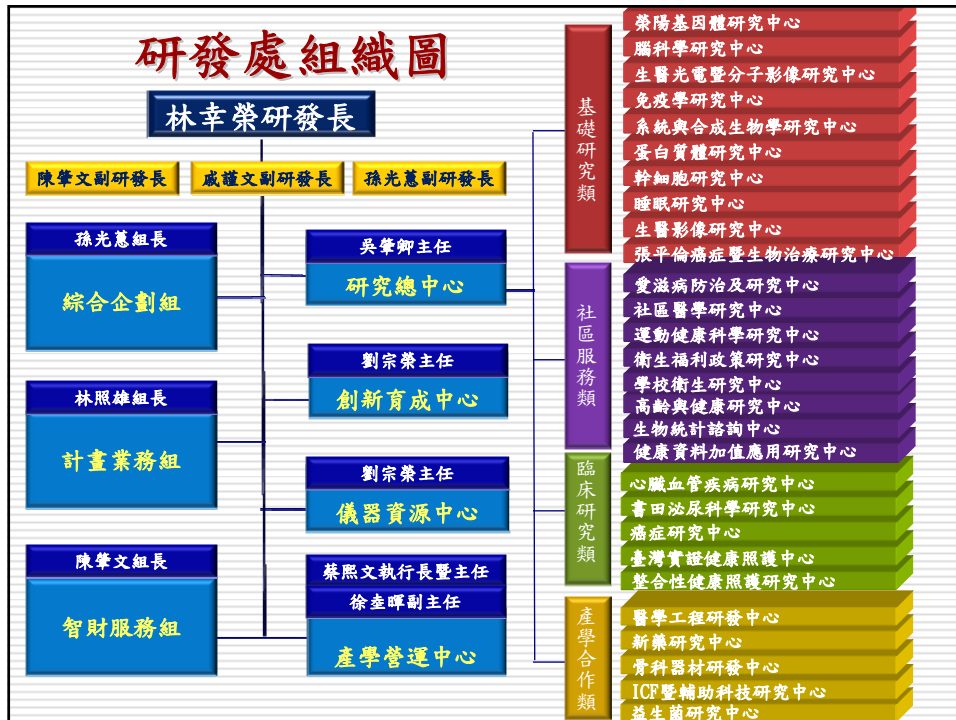 研發處組織圖
林幸榮研發長
陳肇文副研發長
戚謹文副研發長
孫光蕙副研發長
孫光蕙組長
綜合企劃組
林照雄組長
計畫業務組
陳肇文組長
智財服務組
吳肇卿主任
研究總中心
劉宗榮主任
創新育成中心
劉宗榮主任
儀器資源中心
蔡熙文執行長暨主任
徐堇暉副主任
產學營運中心
基礎研究類
榮陽基因體研究中心
腦科學研究中心
生醫光電暨分子影像研究中心
免疫學研究中心
系統與合成生物學研究中心
蛋白質體研究中心
幹細胞研究中心
睡眠研究中心
生醫影像研究中心
張平倫癌症暨生物治療研究中心
社區服務類
愛滋病防治及研究中心
社區醫學研究中心
運動健康科學研究中心
衛生福利政策研究中心
學校衛生研究中心
高齡與健康研究中心
生物統計諮詢中心
健康資料加值應用研究中心
臨床研究類
心臟血管疾病研究中心
書田泌尿科學研究中心
癌症研究中心
臺灣實證健康照護中心
整合性健康照護研究中心
產學合作類
醫學工程研發中心
新藥研究中心
骨科器材研發中心
ICF暨輔助科技研究中心
益生菌研究中心